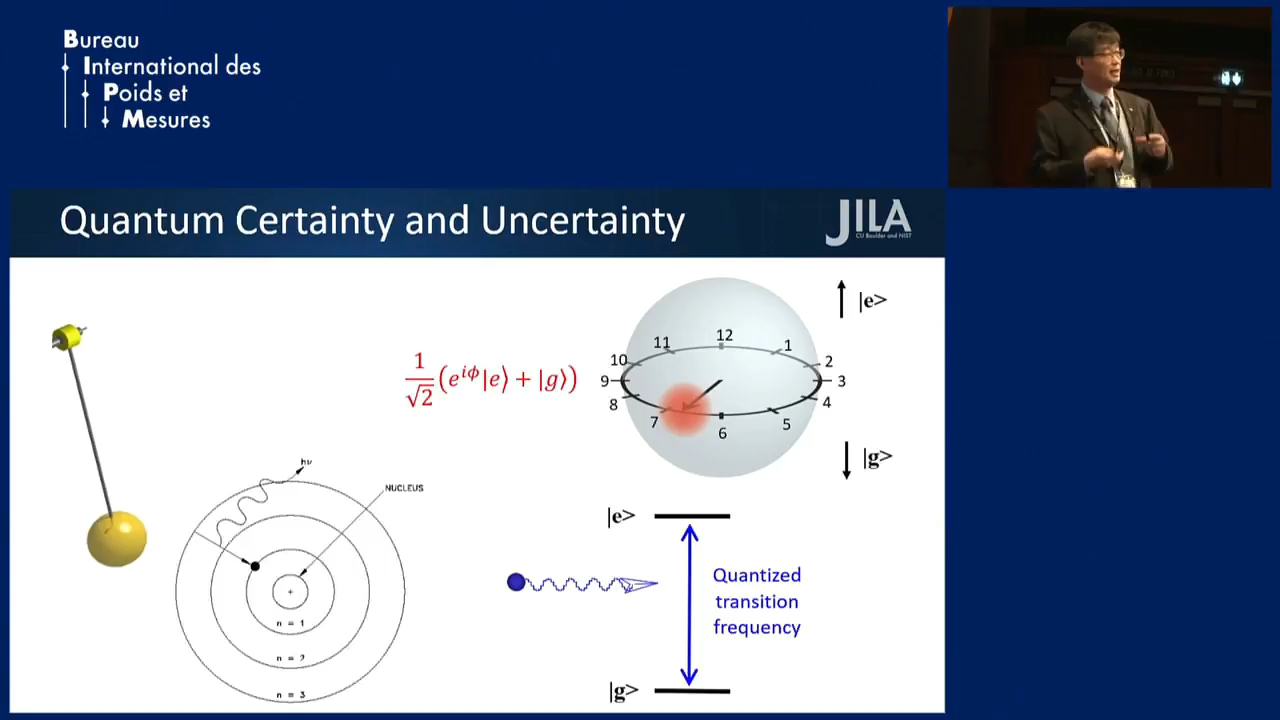 Bureau
International des
Poids et
Mesures
Quantum Certainty and Uncertainty
JILA
CU Boulder and NIST
1/√2 (e^{iϕ}|e⟩ + |g⟩)
12
11
1
10
2
9
3
8
4
7
5
6
|e>
|g>
hν
NUCLEUS
n = 1
n = 2
n = 3
|e>
Quantized
transition
frequency
|g>